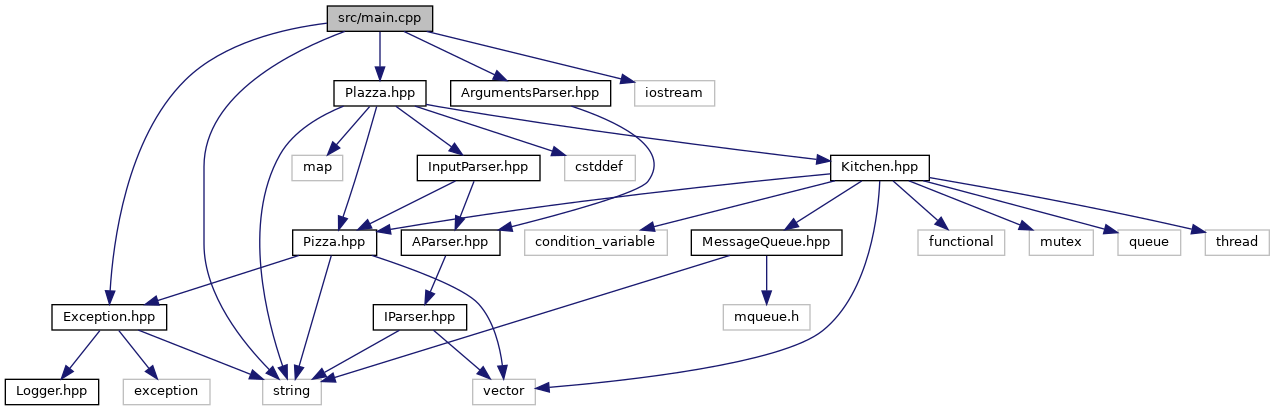 src/main.cpp
Plazza.hpp
ArgumentsParser.hpp
iostream
map
InputParser.hpp
cstddef
Kitchen.hpp
Pizza.hpp
AParser.hpp
condition_variable
MessageQueue.hpp
functional
mutex
queue
thread
Exception.hpp
IParser.hpp
mqueue.h
Logger.hpp
exception
string
vector